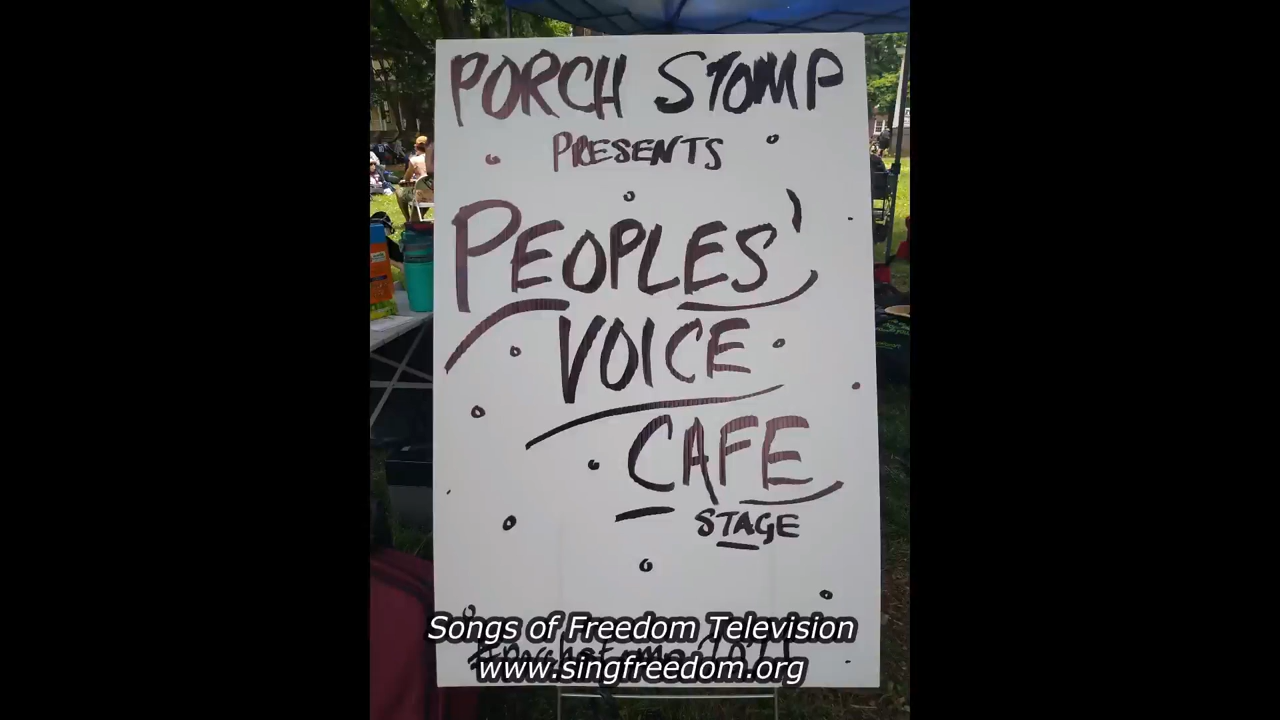 PORCH STOMP
PRESENTS
PEOPLES'
VOICE
CAFE
STAGE
Songs of Freedom Television
www.singfreedom.org